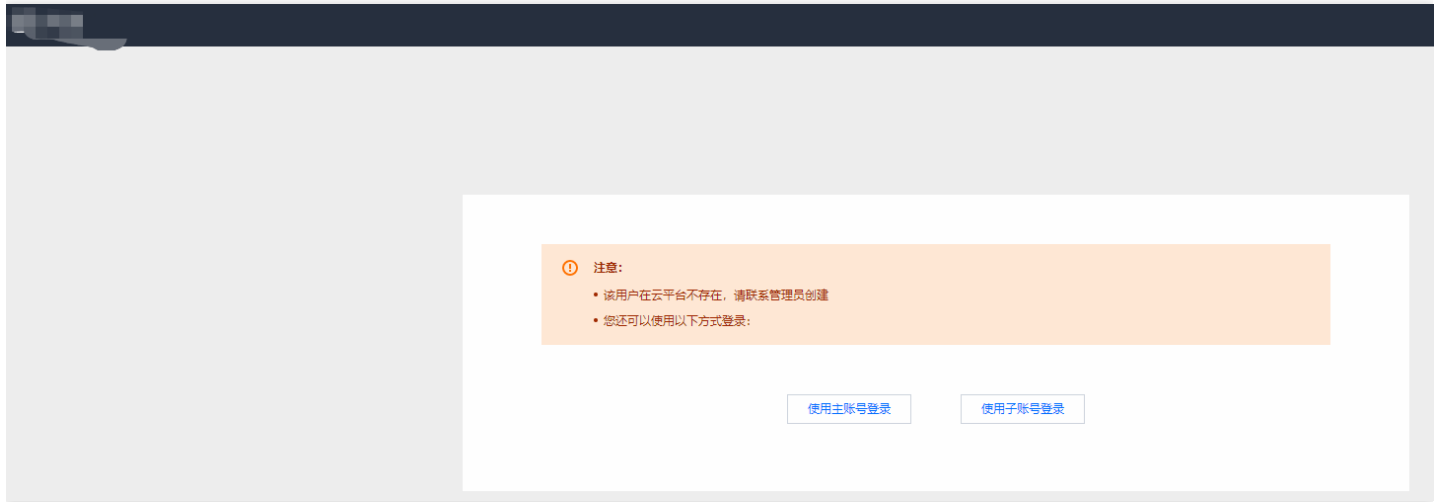 注意：
• 该用户在云平台不存在，请联系管理员创建
• 您还可以使用以下方式登录：
使用主账号登录
使用子账号登录